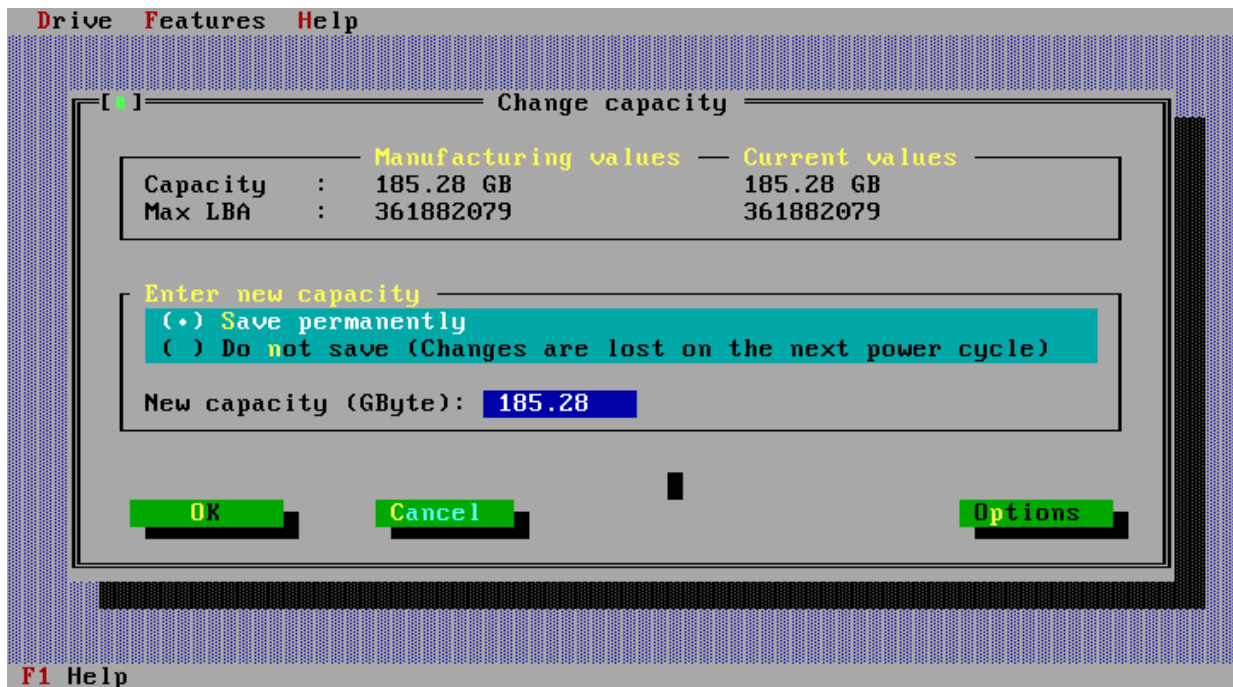 Drive Features Help
[■] Change capacity
Manufacturing values Current values
Capacity : 185.28 GB 185.28 GB
Max LBA : 361882079 361882079
Enter new capacity
(•) Save permanently
( ) Do not save (Changes are lost on the next power cycle)
New capacity (GByte): 185.28
OK Cancel Options
F1 Help